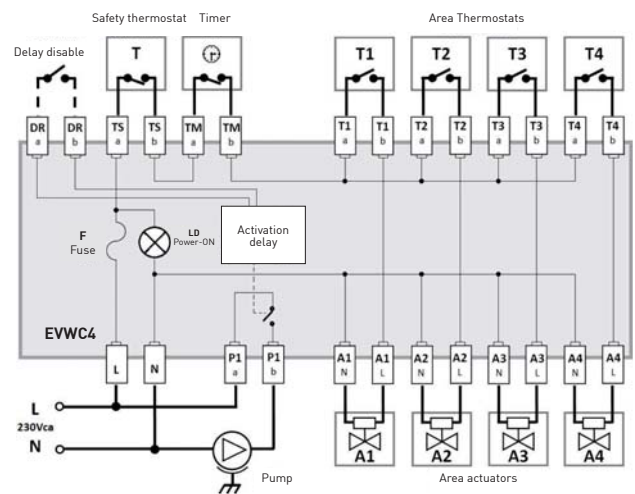 Safety thermostat Timer Area Thermostats
Delay disable
T T1 T2 T3 T4
DR a DR b TS a TS b TM a TM b T1 a T1 b T2 a T2 b T3 a T3 b T4 a T4 b
F
Fuse
LD
Power-ON
Activation
delay
EVWC4
L N P1 a P1 b A1 N A1 L A2 N A2 L A3 N A3 L A4 N A4 L
L
230Vca
N
A1 A2 A3 A4
Pump
Area actuators